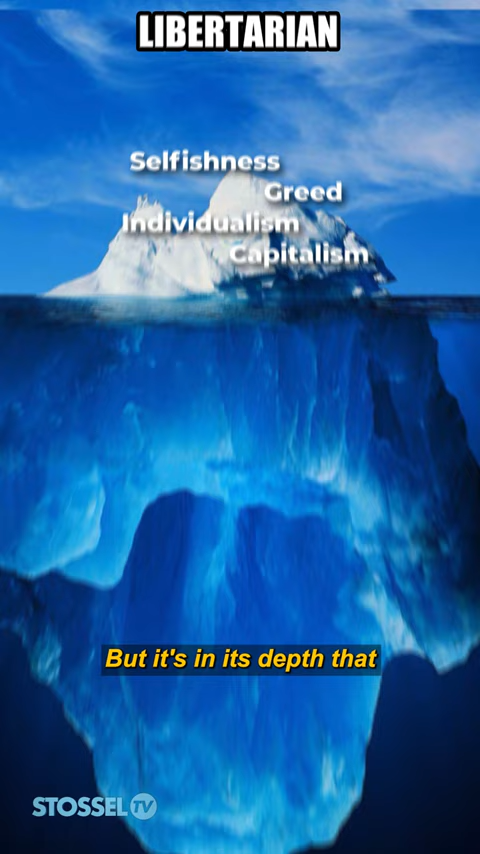 LIBERTARIAN
Selfishness
Greed
Individualism
Capitalism
But it's in its depth that
STOSSEL TV